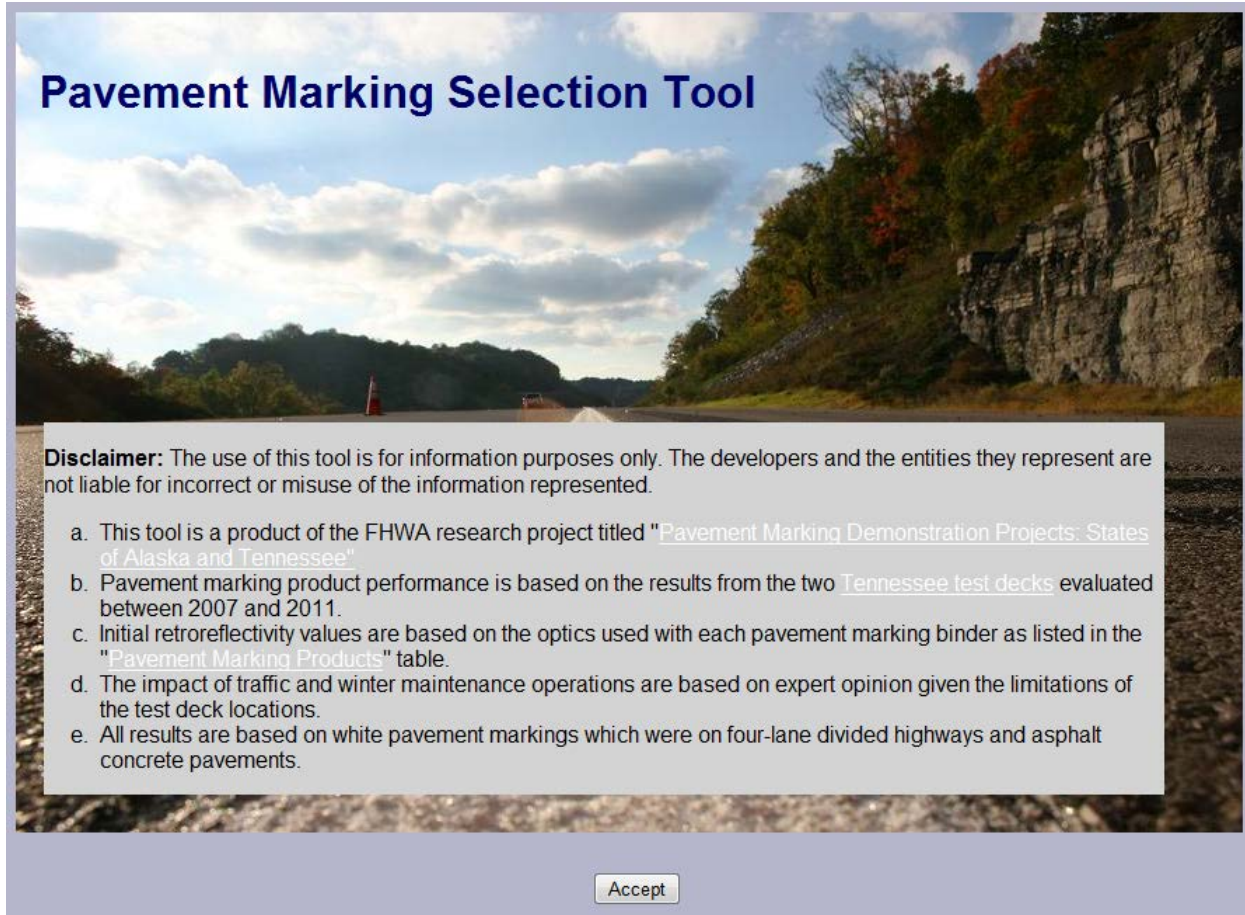 Pavement Marking Selection Tool
Disclaimer: The use of this tool is for information purposes only. The developers and the entities they represent are
not liable for incorrect or misuse of the information represented.
a. This tool is a product of the FHWA research project titled "Pavement Marking Demonstration Projects: States
of Alaska and Tennessee"
b. Pavement marking product performance is based on the results from the two Tennessee test decks evaluated
between 2007 and 2011.
c. Initial retroreflectivity values are based on the optics used with each pavement marking binder as listed in the
"Pavement Marking Products" table.
d. The impact of traffic and winter maintenance operations are based on expert opinion given the limitations of
the test deck locations.
e. All results are based on white pavement markings which were on four-lane divided highways and asphalt
concrete pavements.
Accept